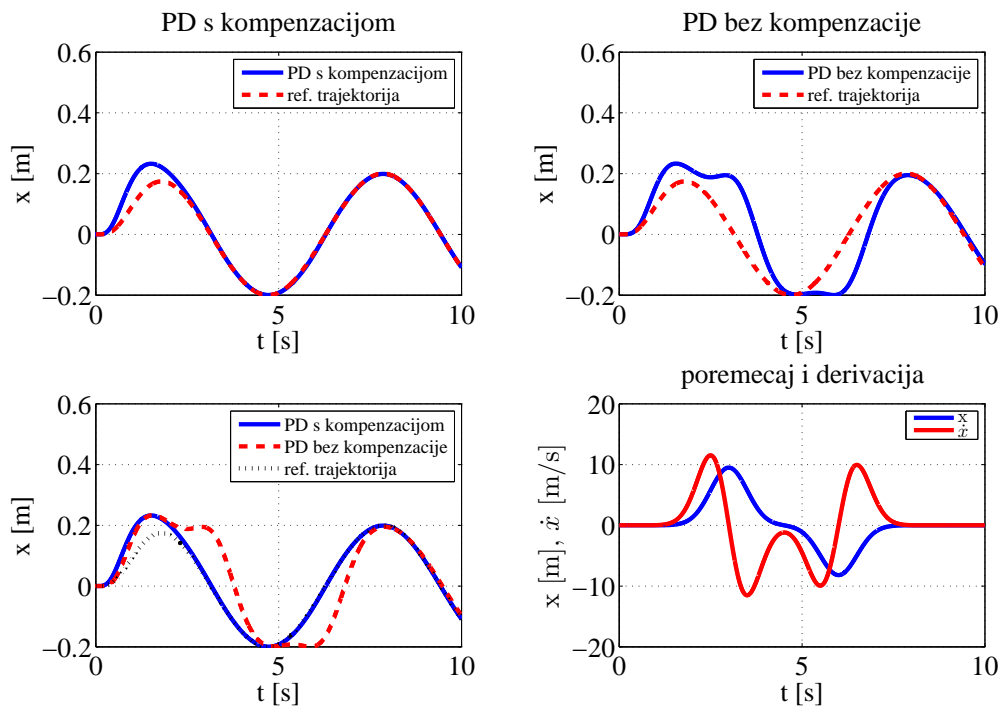 PD s kompenzacijom
0.6
0.4
0.2
0
−0.2
x [m]
PD s kompenzacijom
ref. trajektorija
0
5
10
t [s]
PD bez kompenzacije
0.6
0.4
0.2
0
−0.2
x [m]
PD bez kompenzacije
ref. trajektorija
0
5
10
t [s]
0.6
0.4
0.2
0
−0.2
x [m]
PD s kompenzacijom
PD bez kompenzacije
ref. trajektorija
0
5
10
t [s]
poremecaj i derivacija
20
10
0
−10
−20
x [m], ẋ [m/s]
x
ẋ
0
5
10
t [s]